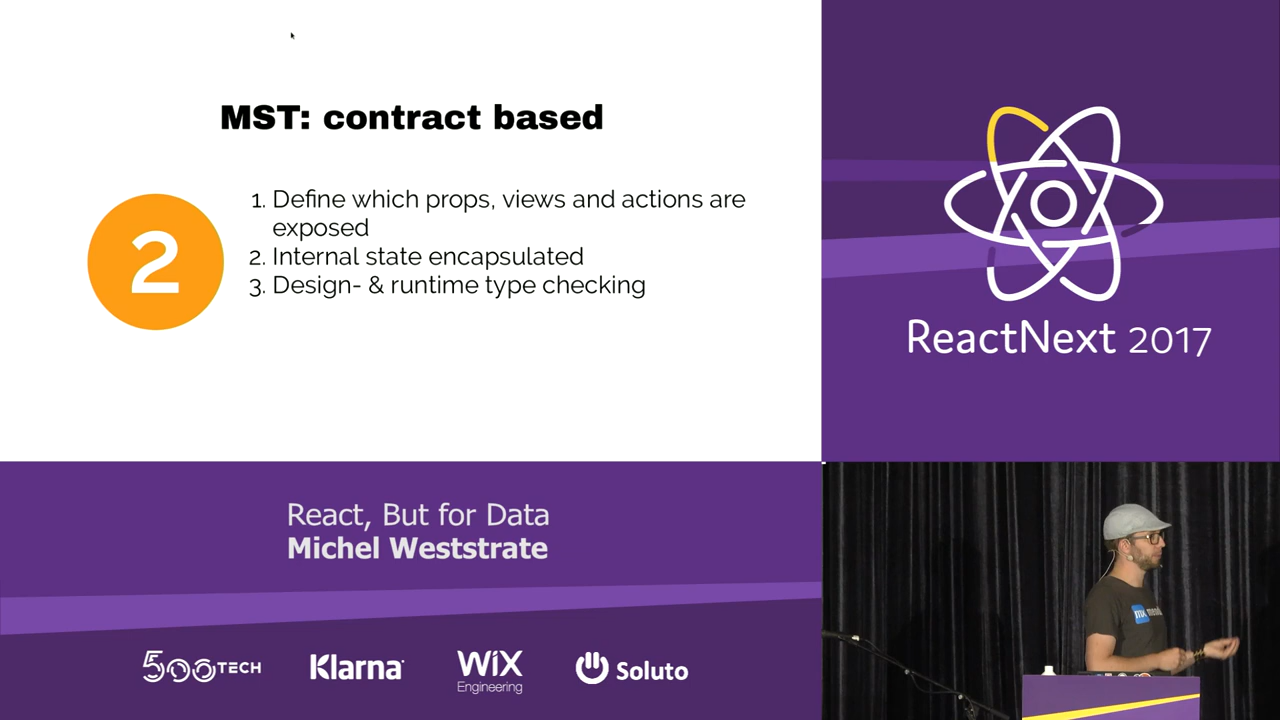 MST: contract based
2
1. Define which props, views and actions are
exposed
2. Internal state encapsulated
3. Design- & runtime type checking
ReactNext 2017
React, But for Data
Michel Weststrate
500TECH
Klarna
WiX
Engineering
Soluto
mx